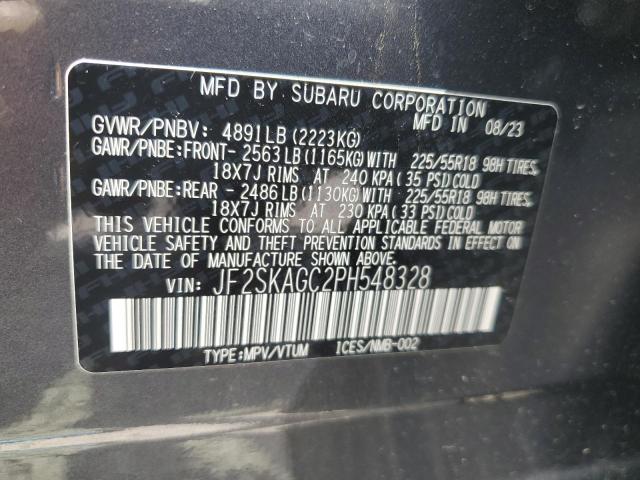 MFD BY SUBARU CORPORATION
MFD IN 08/23
GVWR/PNBV: 4891LB (2223KG)
GAWR/PNBE:FRONT- 2563LB (1165KG) WITH 225/55R18 98H TIRES,
18X7J RIMS AT 240 KPA (35 PSI) COLD
GAWR/PNBE:REAR - 2486LB (1130KG) WITH 225/55R18 98H TIRES,
18X7J RIMS AT 230 KPA (33 PSI) COLD
THIS VEHICLE CONFORMS TO ALL APPLICABLE FEDERAL MOTOR
VEHICLE SAFETY AND THEFT PREVENTION STANDARDS IN EFFECT ON
THE DATE OF MANUFACTURE SHOWN ABOVE.
VIN: JF2SKAGC2PH548328
TYPE:MPV/VTUM ICES/NMB-002